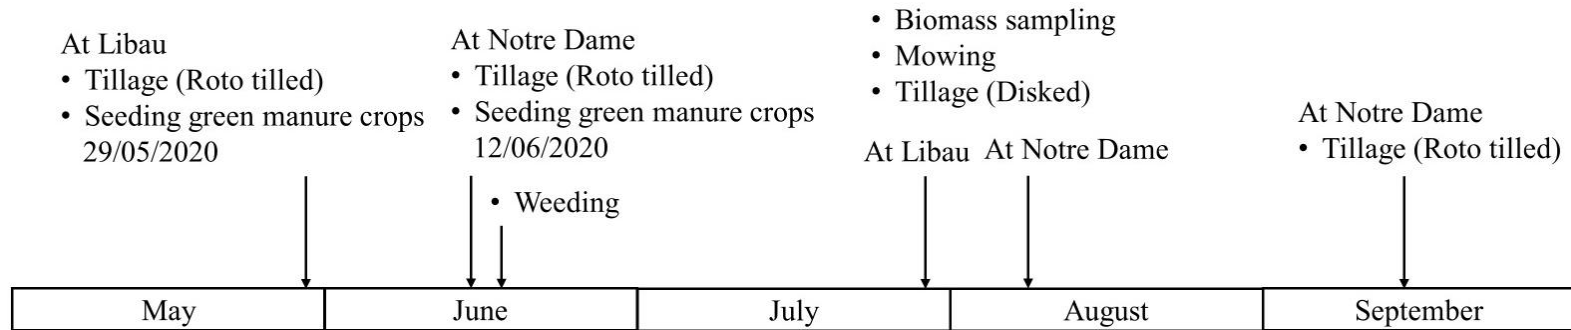 At Libau
• Tillage (Roto tilled)
• Seeding green manure crops
29/05/2020
At Notre Dame
• Tillage (Roto tilled)
• Seeding green manure crops
12/06/2020
• Weeding
• Biomass sampling
• Mowing
• Tillage (Disked)
At Libau
At Notre Dame
At Notre Dame
• Tillage (Roto tilled)
May
June
July
August
September